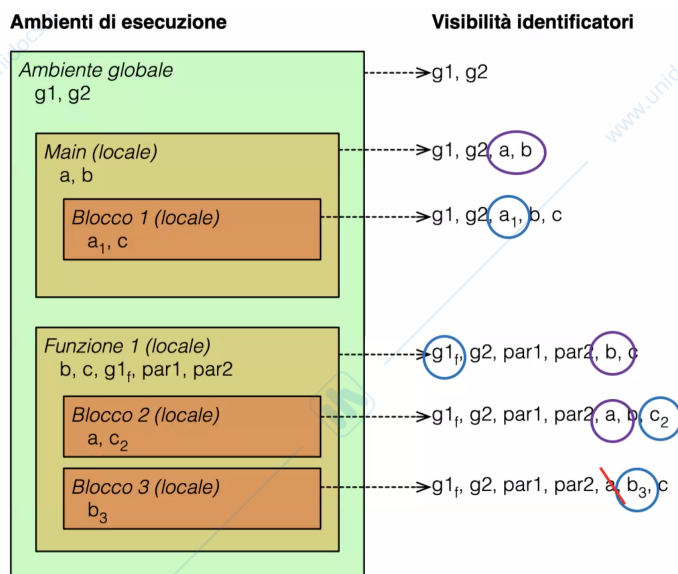 Ambienti di esecuzione
Visibilità identificatori
Ambiente globale
g1, g2
g1, g2
Main (locale)
a, b
g1, g2, a, b
Blocco 1 (locale)
a₁, c
g1, g2, a₁, b, c
Funzione 1 (locale)
b, c, g1f, par1, par2
g1f, g2, par1, par2, b, c
Blocco 2 (locale)
a, c₂
g1f, g2, par1, par2, a, b, c₂
Blocco 3 (locale)
b₃
g1f, g2, par1, par2, a, b₃, c
www.unid